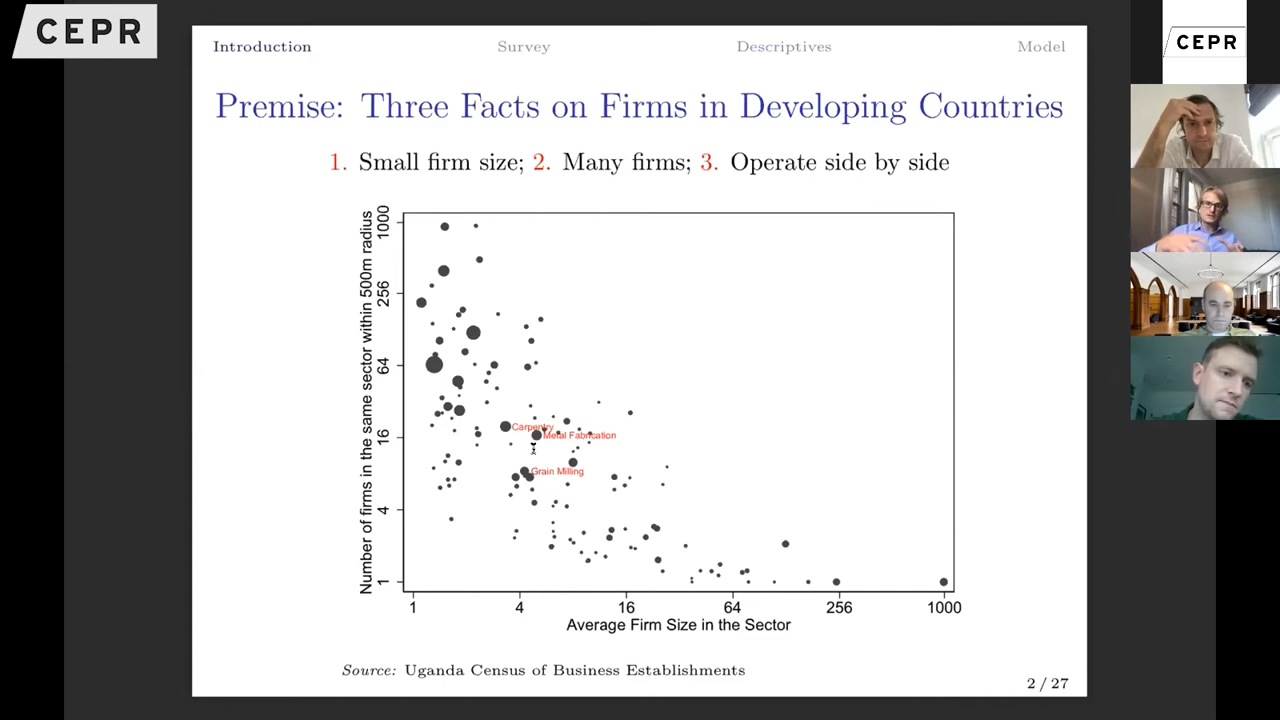 CEPR
CEPR
Introduction Survey Descriptives Model
Premise: Three Facts on Firms in Developing Countries
1. Small firm size; 2. Many firms; 3. Operate side by side
Number of firms in the same sector within 500m radius
1000
256
64
16
4
1
Carpentry
Metal Fabrication
Grain Milling
1 4 16 64 256 1000
Average Firm Size in the Sector
Source: Uganda Census of Business Establishments
2 / 27